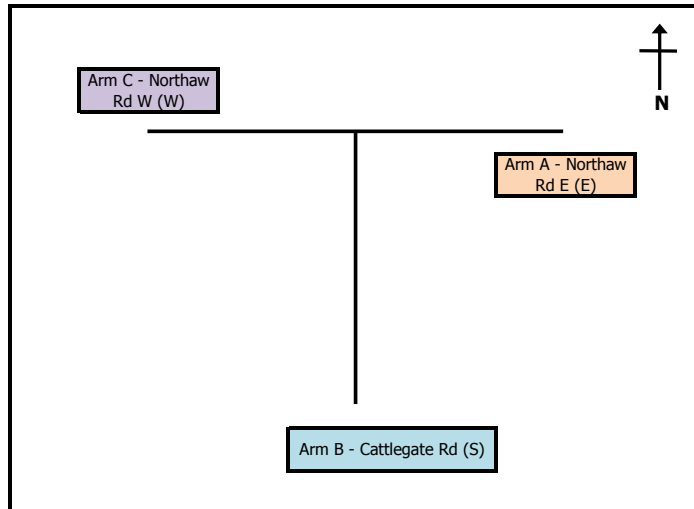 Arm C - Northaw
Rd W (W)
N
Arm A - Northaw
Rd E (E)
Arm B - Cattlegate Rd (S)